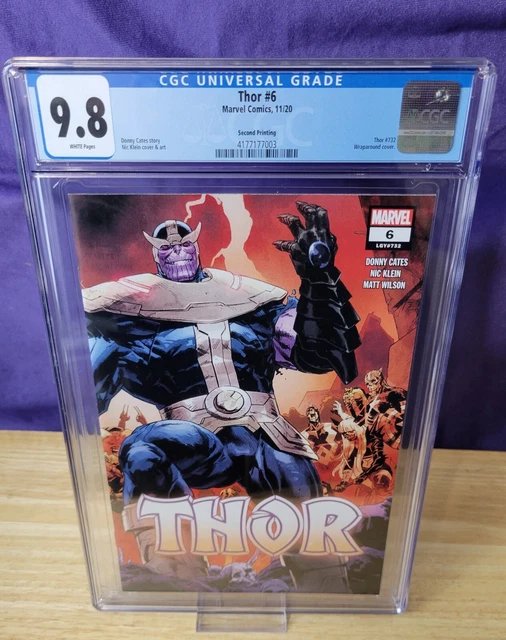 CGC UNIVERSAL GRADE
9.8
WHITE Pages
Thor #6
Marvel Comics, 11/20
Donny Cates story
Nic Klein cover & art
Second Printing
4177177003
Thor #732
Wraparound cover
CGC
MARVEL
6
LGY#732
DONNY CATES
NIC KLEIN
MATT WILSON
THOR